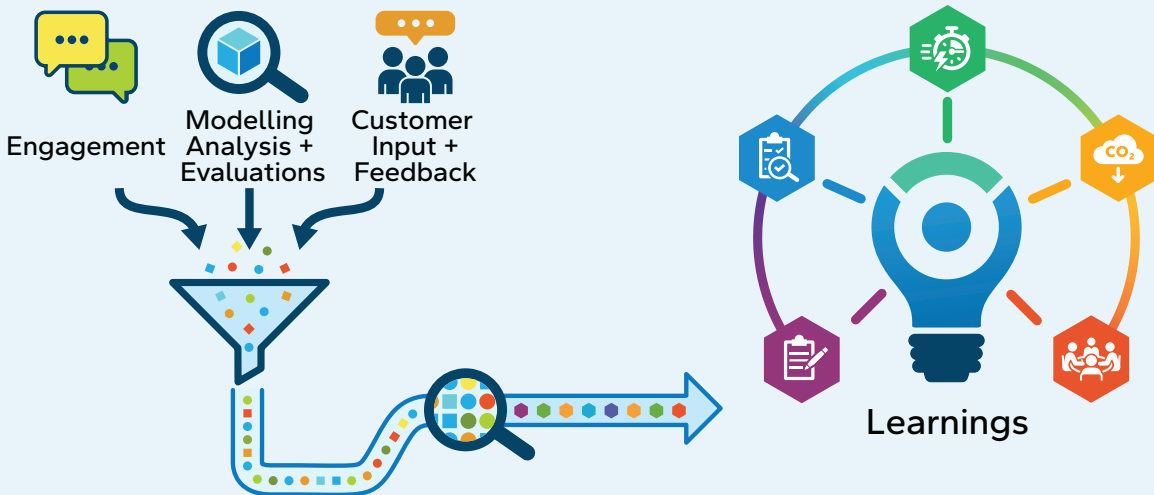 Engagement
Modelling
Analysis +
Evaluations
Customer
Input +
Feedback
CO₂
Learnings